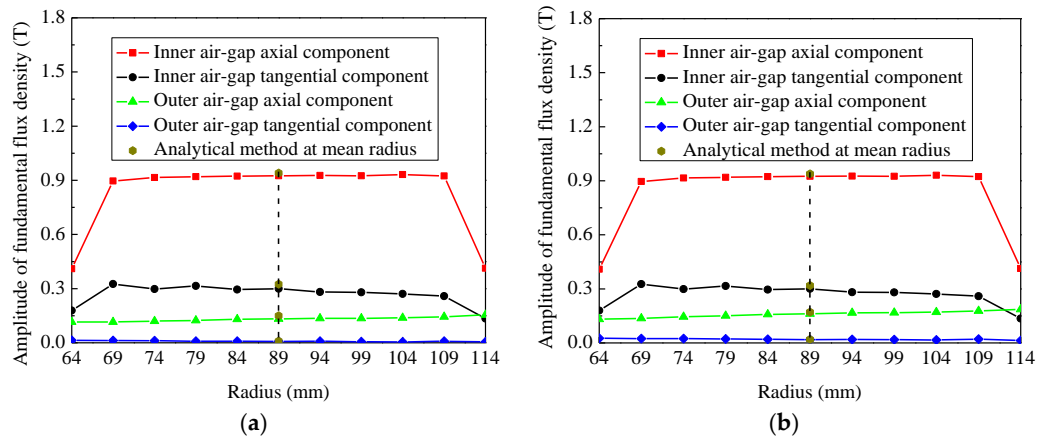 Amplitude of fundamental flux density (T)
1.8
1.5
1.2
0.9
0.6
0.3
0.0
Inner air-gap axial component
Inner air-gap tangential component
Outer air-gap axial component
Outer air-gap tangential component
Analytical method at mean radius
64 69 74 79 84 89 94 99 104 109 114
Radius (mm)
(a)
Amplitude of fundamental flux density (T)
1.8
1.5
1.2
0.9
0.6
0.3
0.0
Inner air-gap axial component
Inner air-gap tangential component
Outer air-gap axial component
Outer air-gap tangential component
Analytical method at mean radius
64 69 74 79 84 89 94 99 104 109 114
Radius (mm)
(b)